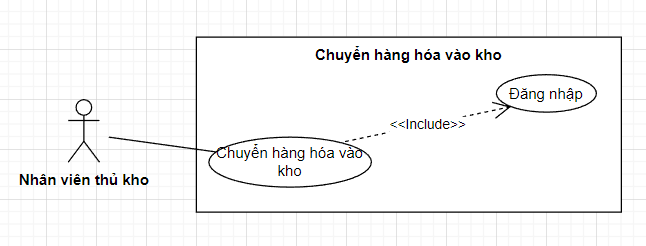 Chuyển hàng hóa vào kho
Đăng nhập
<<Include>>
Chuyển hàng hóa vào
kho
Nhân viên thủ kho